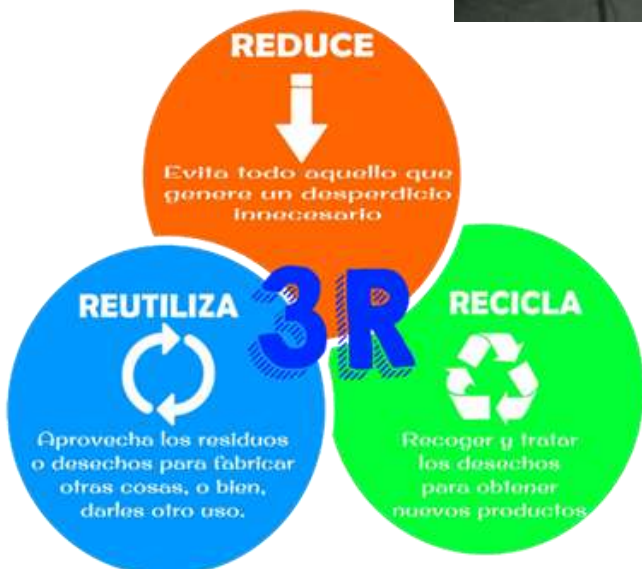 REDUCE
Evita todo aquello que
genere un desperdicio
innecesario
3R
REUTILIZA
Aprovecha los residuos
o desechos para fabricar
otras cosas, o bien,
darles otro uso.
RECICLA
Recoger y tratar
los desechos
para obtener
nuevos productos